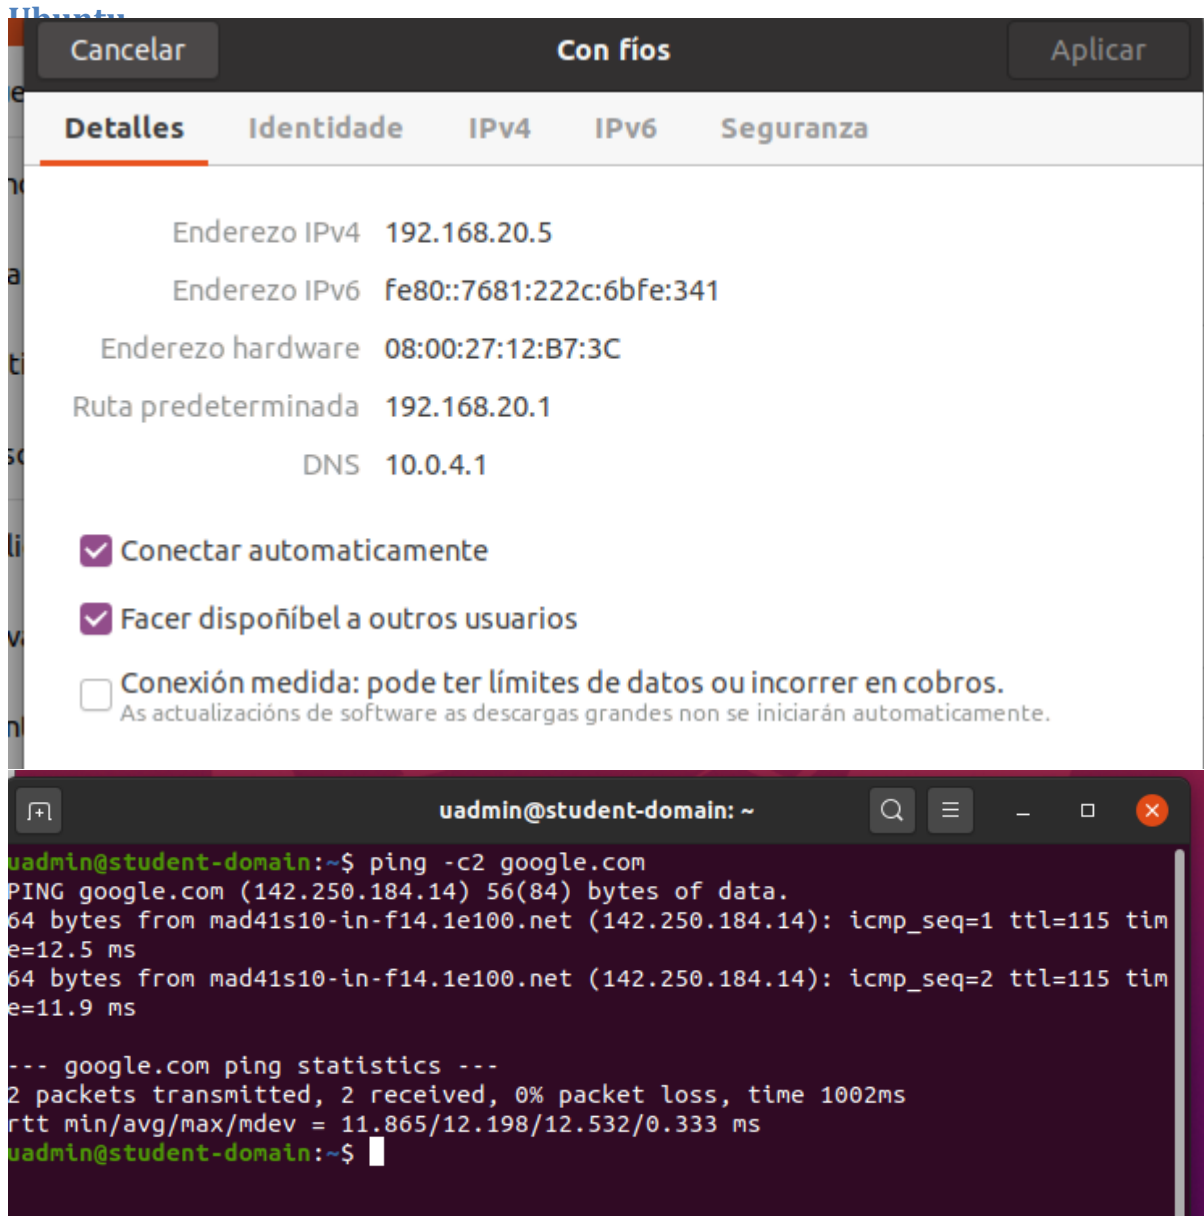 Ubuntu
Cancelar Con fíos Aplicar
Detalles Identidade IPv4 IPv6 Seguranza
Enderezo IPv4 192.168.20.5
Enderezo IPv6 fe80::7681:222c:6bfe:341
Enderezo hardware 08:00:27:12:B7:3C
Ruta predeterminada 192.168.20.1
DNS 10.0.4.1
Conectar automaticamente
Facer dispoñíbel a outros usuarios
Conexión medida: pode ter límites de datos ou incorrer en cobros.
As actualizacións de software as descargas grandes non se iniciarán automaticamente.
uadmin@student-domain: ~
uadmin@student-domain:~$ ping -c2 google.com
PING google.com (142.250.184.14) 56(84) bytes of data.
64 bytes from mad41s10-in-f14.1e100.net (142.250.184.14): icmp_seq=1 ttl=115 tim
e=12.5 ms
64 bytes from mad41s10-in-f14.1e100.net (142.250.184.14): icmp_seq=2 ttl=115 tim
e=11.9 ms
--- google.com ping statistics ---
2 packets transmitted, 2 received, 0% packet loss, time 1002ms
rtt min/avg/max/mdev = 11.865/12.198/12.532/0.333 ms
uadmin@student-domain:~$